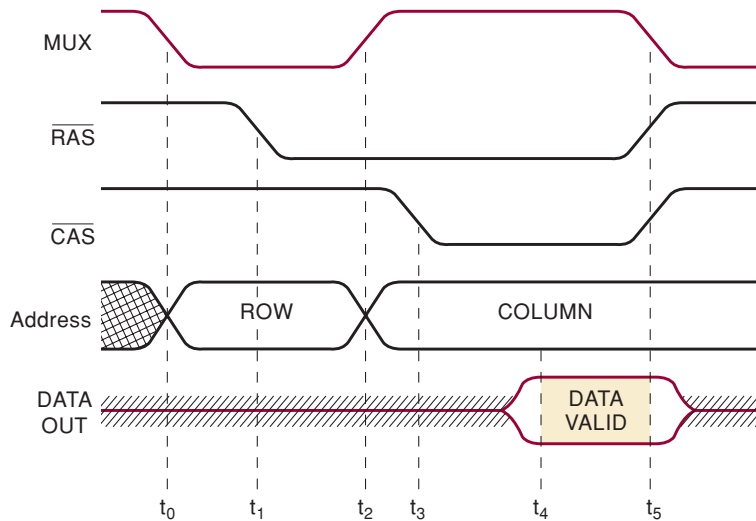 MUX
RAS
CAS
Address
ROW
COLUMN
DATA
OUT
DATA
VALID
t0
t1
t2
t3
t4
t5